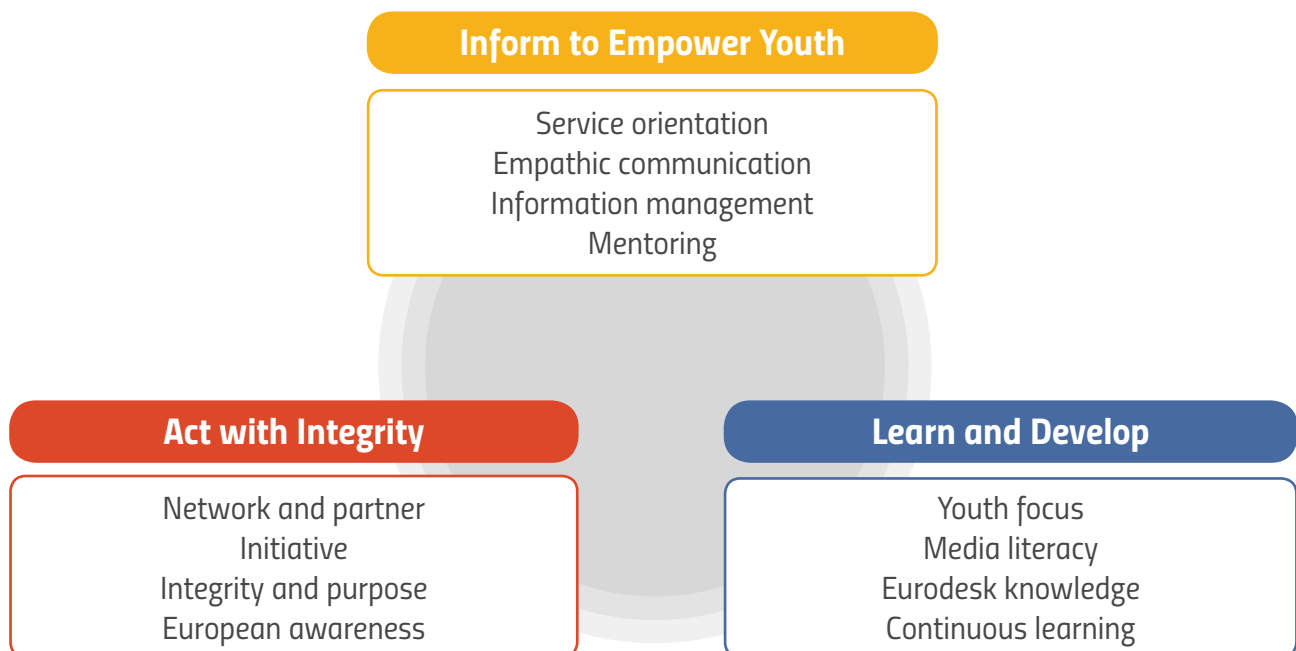 Inform to Empower Youth
Service orientation
Empathic communication
Information management
Mentoring
Act with Integrity
Network and partner
Initiative
Integrity and purpose
European awareness
Learn and Develop
Youth focus
Media literacy
Eurodesk knowledge
Continuous learning